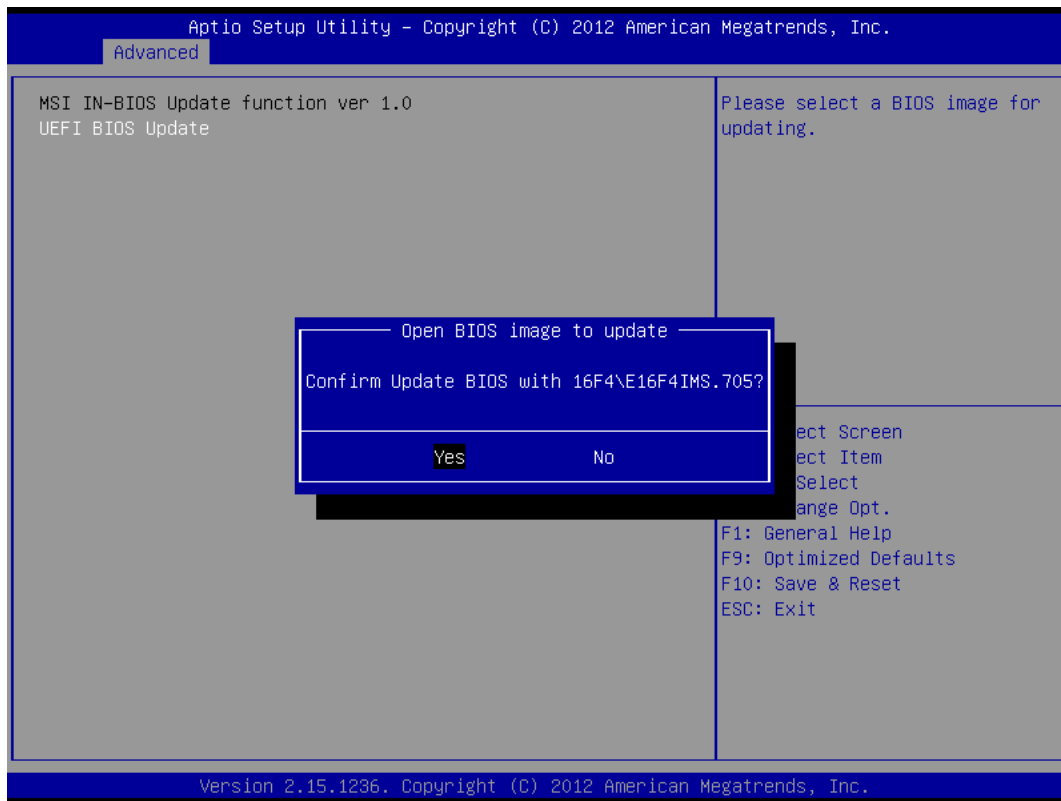 Aptio Setup Utility – Copyright (C) 2012 American Megatrends, Inc.
Advanced
MSI IN-BIOS Update function ver 1.0
UEFI BIOS Update
Please select a BIOS image for
updating.
Open BIOS image to update
Confirm Update BIOS with 16F4\E16F4IMS.705?
Yes No
ect Screen
ect Item
Select
ange Opt.
F1: General Help
F9: Optimized Defaults
F10: Save & Reset
ESC: Exit
Version 2.15.1236. Copyright (C) 2012 American Megatrends, Inc.